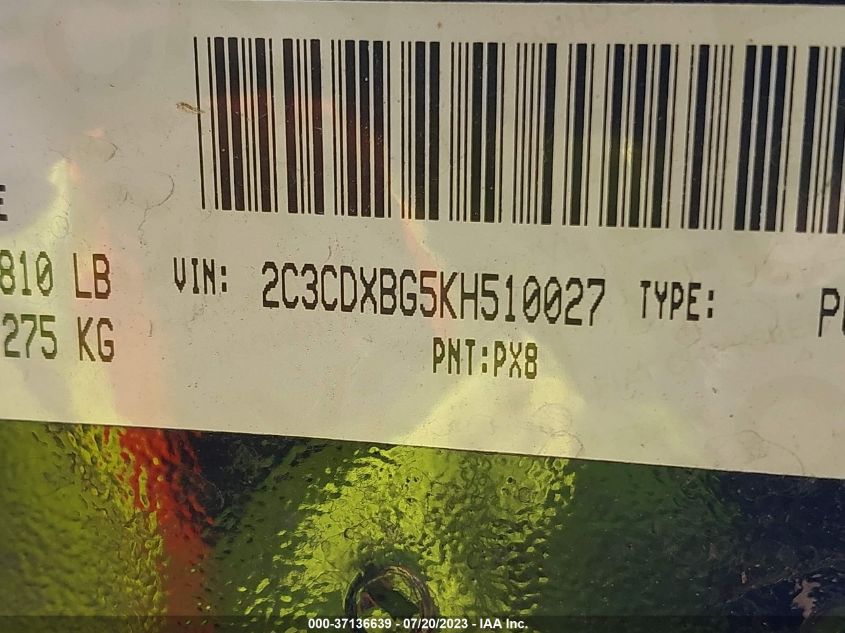 E
810 LB
VIN: 2C3CDXBG5KH510027 TYPE:
275 KG
PNT:PX8
000-37136639 - 07/20/2023 - IAA Inc.